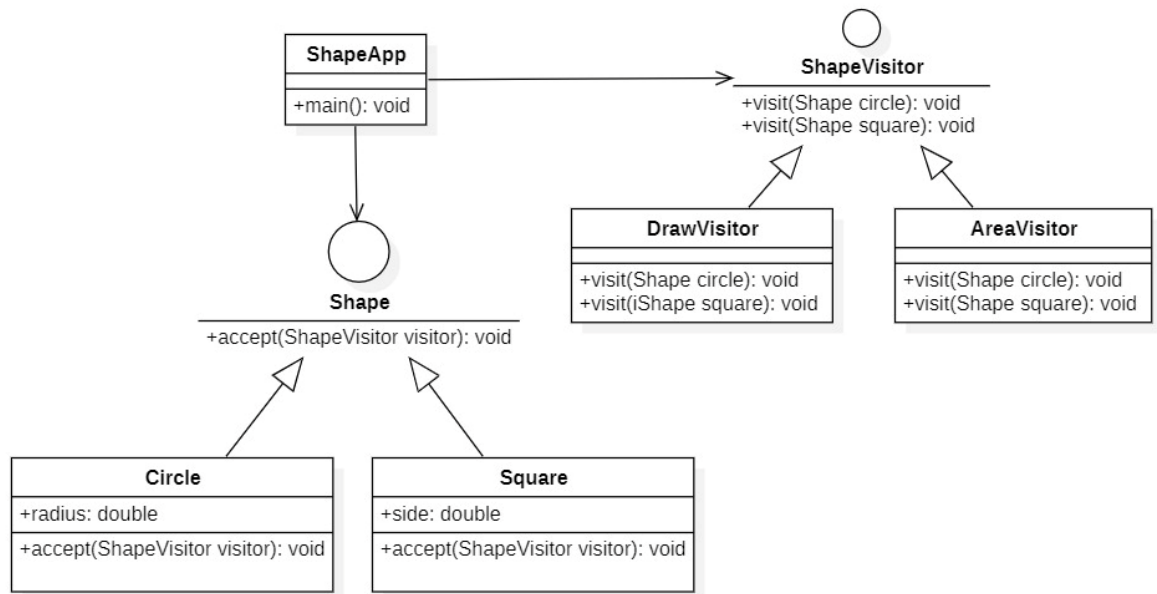 ShapeApp
+main(): void
ShapeVisitor
+visit(Shape circle): void
+visit(Shape square): void
DrawVisitor
+visit(Shape circle): void
+visit(iShape square): void
AreaVisitor
+visit(Shape circle): void
+visit(Shape square): void
Shape
+accept(ShapeVisitor visitor): void
Circle
+radius: double
+accept(ShapeVisitor visitor): void
Square
+side: double
+accept(ShapeVisitor visitor): void